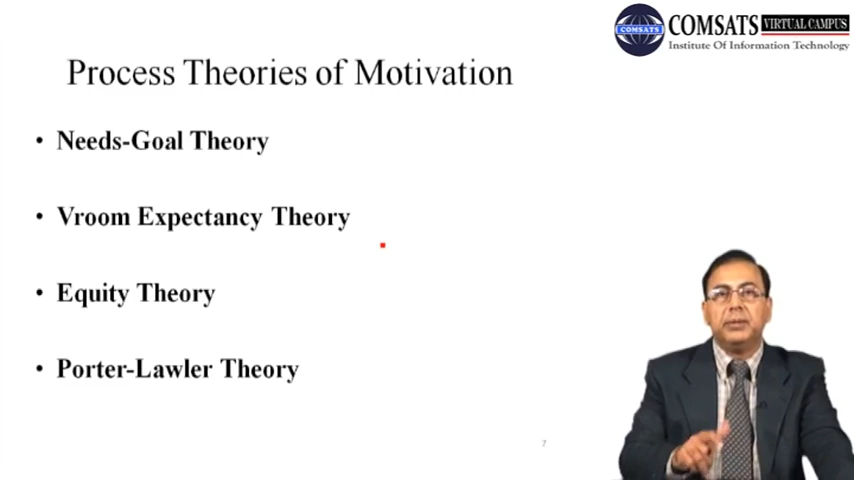 COMSATS VIRTUAL CAMPUS
COMSATS
Institute Of Information Technology
Process Theories of Motivation
• Needs-Goal Theory
• Vroom Expectancy Theory
• Equity Theory
• Porter-Lawler Theory
7